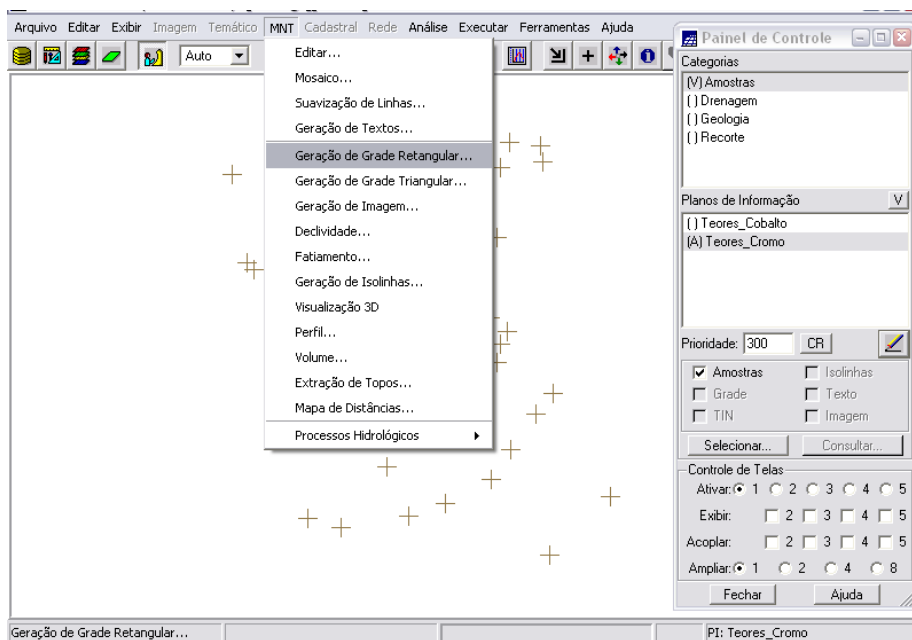 Arquivo Editar Exibir Imagem Temático MNT Cadastral Rede Análise Executar Ferramentas Ajuda
Auto
Editar...
Mosaico...
Suavização de Linhas...
Geração de Textos...
Geração de Grade Retangular...
Geração de Grade Triangular...
Geração de Imagem...
Declividade...
Fatiamento...
Geração de Isolinhas...
Visualização 3D
Perfil...
Volume...
Extração de Topos...
Mapa de Distâncias...
Processos Hidrológicos
Painel de Controle
Categorias
(V) Amostras
( ) Drenagem
( ) Geologia
( ) Recorte
Planos de Informação V
( ) Teores_Cobalto
(A) Teores_Cromo
Prioridade: 300 CR
Amostras Isolinhas
Grade Texto
TIN Imagem
Selecionar... Consultar...
Controle de Telas
Ativar: 1 2 3 4 5
Exibir: 2 3 4 5
Acoplar: 2 3 4 5
Ampliar: 1 2 4 8
Fechar Ajuda
Geração de Grade Retangular... PI: Teores_Cromo